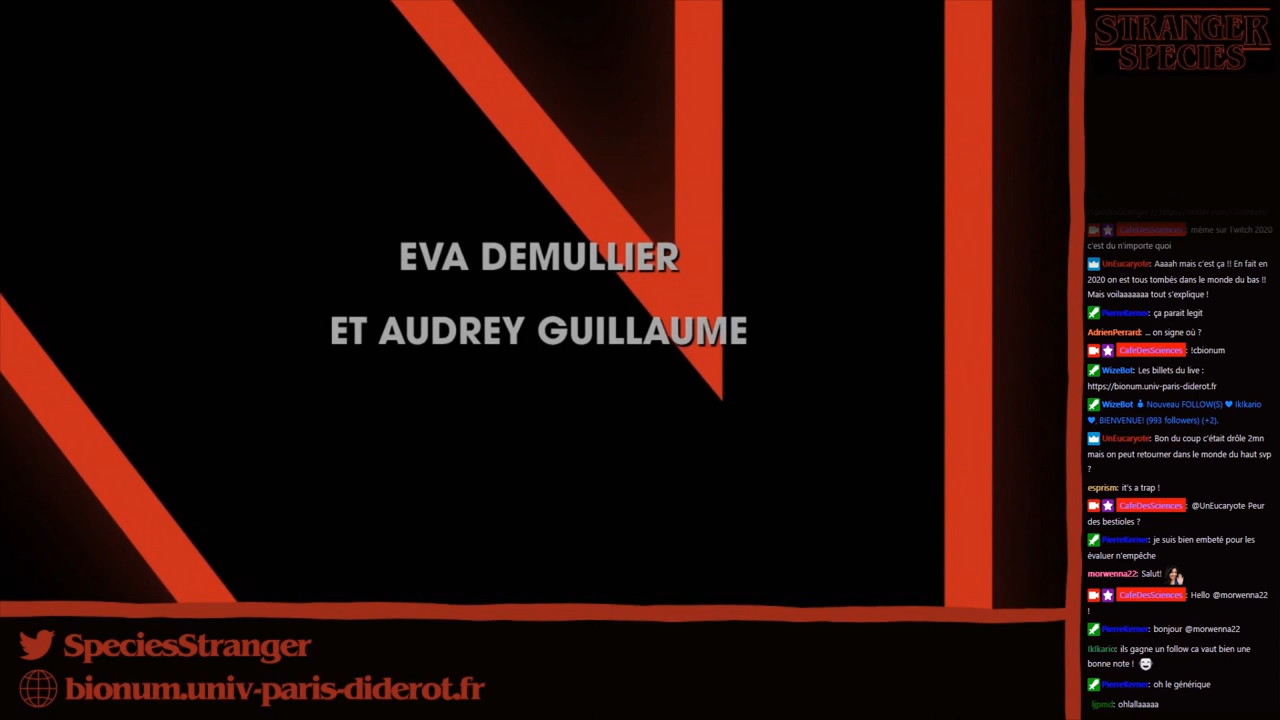 EVA DEMULLIER
ET AUDREY GUILLAUME
SpeciesStranger
bionum.univ-paris-diderot.fr
STRANGER
SPECIES
CafeDesSciences : même sur Twitch 2020
c'est du n'importe quoi
UnEucaryote: Aaaah mais c'est ça !! En fait en
2020 on est tous tombés dans le monde du bas !!
Mais voilaaaaaaa tout s'explique !
PierreKerner: ça parait legit
AdrienPerrard: ... on signe où ?
CafeDesSciences : !cbionum
WizeBot: Les billets du live :
https://bionum.univ-paris-diderot.fr
WizeBot Nouveau FOLLOW(S) ♥ IkIkario
♥, BIENVENUE! (993 followers) (+2).
UnEucaryote: Bon du coup c'était drôle 2mn
mais on peut retourner dans le monde du haut svp
?
esprism: it's a trap !
CafeDesSciences : @UnEucaryote Peur
des bestioles ?
PierreKerner: je suis bien embeté pour les
évaluer n'empêche
morwenna22: Salut!
CafeDesSciences : Hello @morwenna22
!
PierreKerner: bonjour @morwenna22
IkIkario: ils gagne un follow ca vaut bien une
bonne note !
PierreKerner: oh le générique
ljpmd: ohlallaaaaa